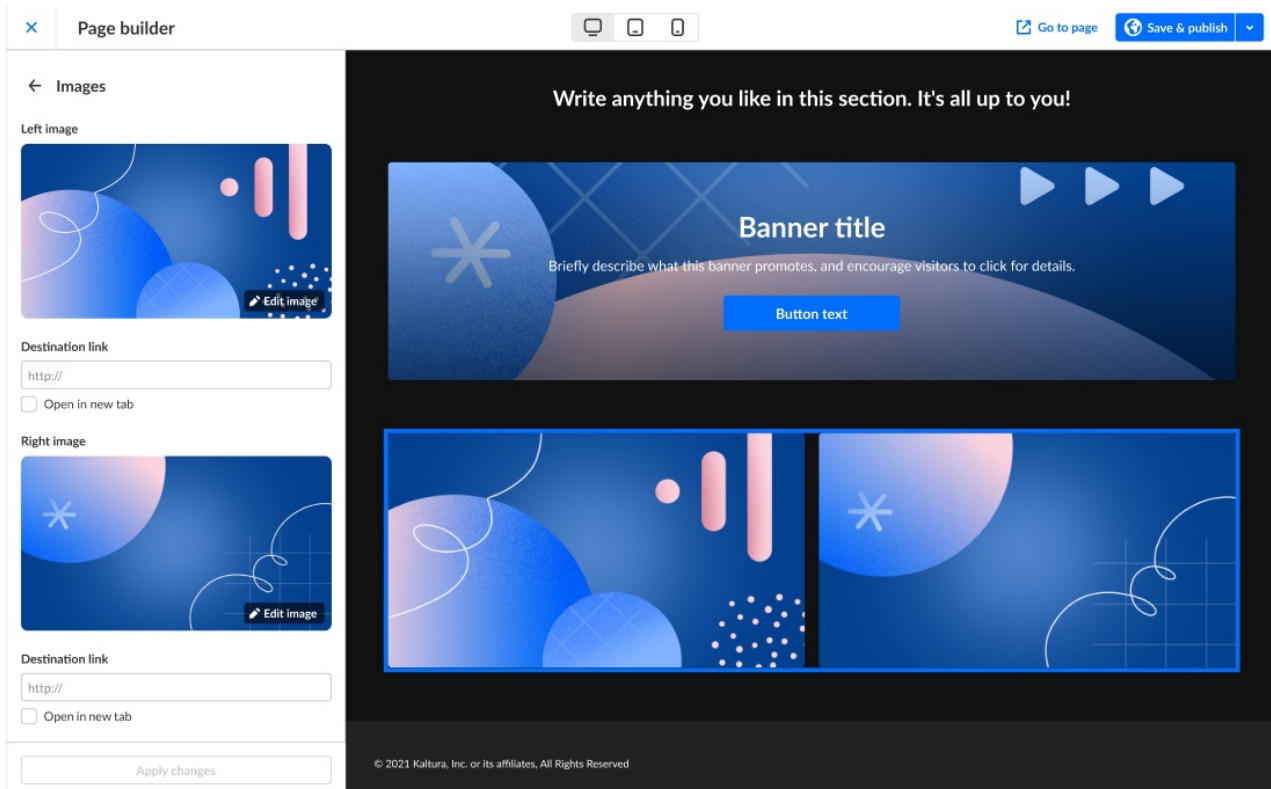 Page builder
Go to page
Save & publish
Images
Left image
Edit image
Destination link
http://
Open in new tab
Right image
Edit image
Destination link
http://
Open in new tab
Apply changes
Write anything you like in this section. It's all up to you!
Banner title
Briefly describe what this banner promotes, and encourage visitors to click for details.
Button text
© 2021 Kaltura, Inc. or its affiliates, All Rights Reserved